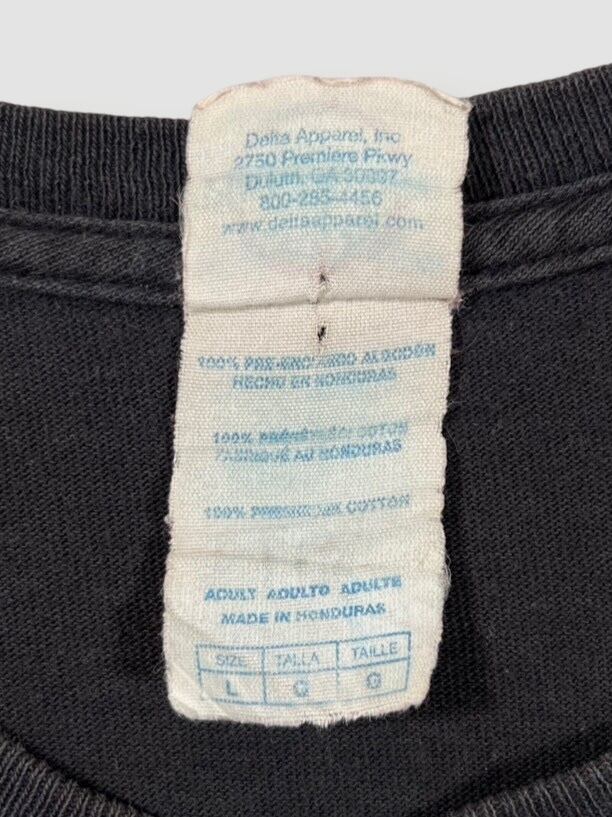 Delta Apparel, Inc
2750 Premiere Pkwy
Duluth, GA 30097
800-285-4456
www.deltaapparel.com
100% PRE-ENCOGIDO ALGODON
HECHO EN HONDURAS
100% COTON
FABRIQUÉ AU HONDURAS
100% PRESHRUNK COTTON
ADULT ADULTO ADULTE
MADE IN HONDURAS
SIZE TALLA TAILLE
L G G